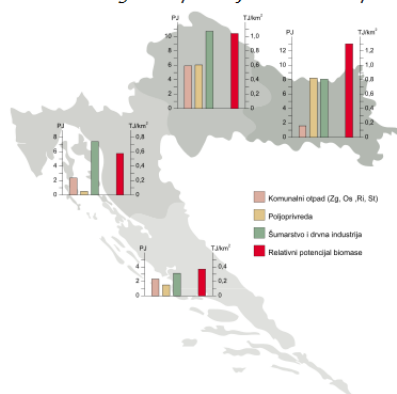 PJ TJ/km²
10 1,0
8 0,8
6 0,6
4 0,4
2 0,2
0 0
PJ TJ/km²
12 1,2
10 1,0
8 0,8
6 0,6
4 0,4
2 0,2
0 0
PJ TJ/km²
8 0,8
6 0,6
4 0,4
2 0,2
0 0
Komunalni otpad (Zg, Os ,Ri, St)
Poljoprivreda
Šumarstvo i drvna industrija
Relativni potencijal biomase
PJ TJ/km²
4 0,4
2 0,2
0 0